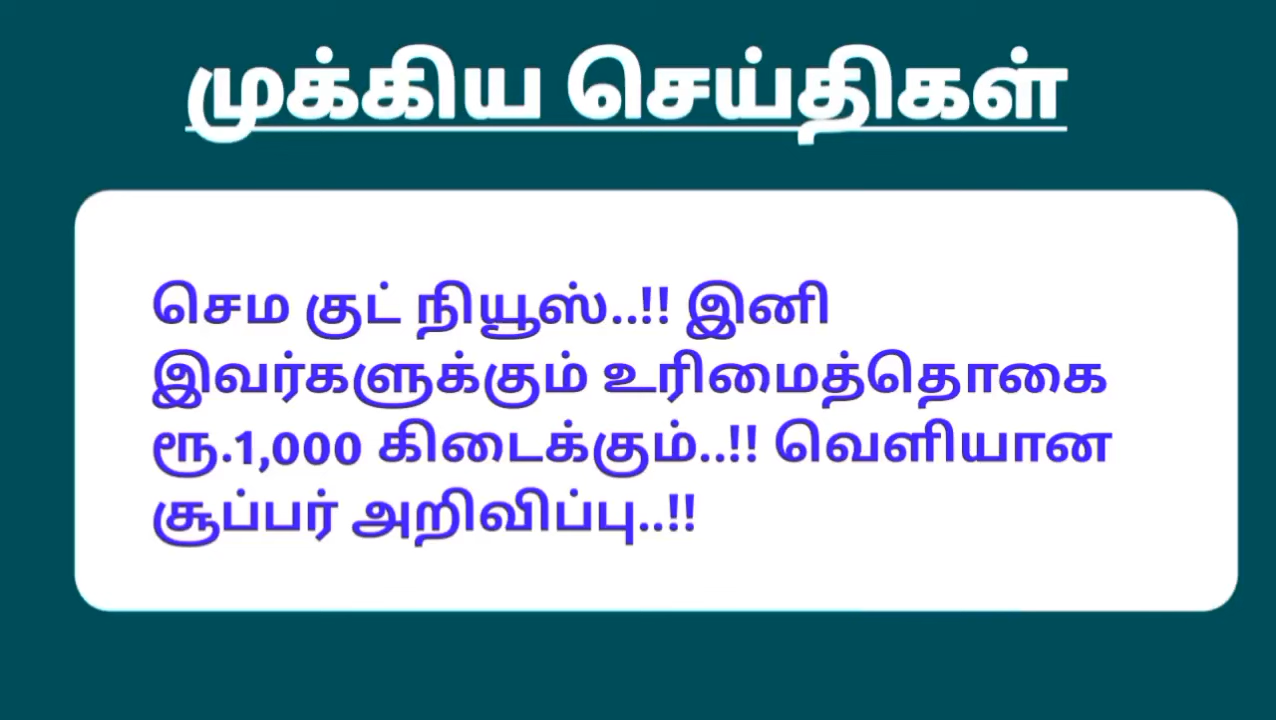 முக்கிய செய்திகள்
செம குட் நியூஸ்..!! இனி
இவர்களுக்கும் உரிமைத்தொகை
ரூ.1,000 கிடைக்கும்..!! வெளியான
சூப்பர் அறிவிப்பு..!!